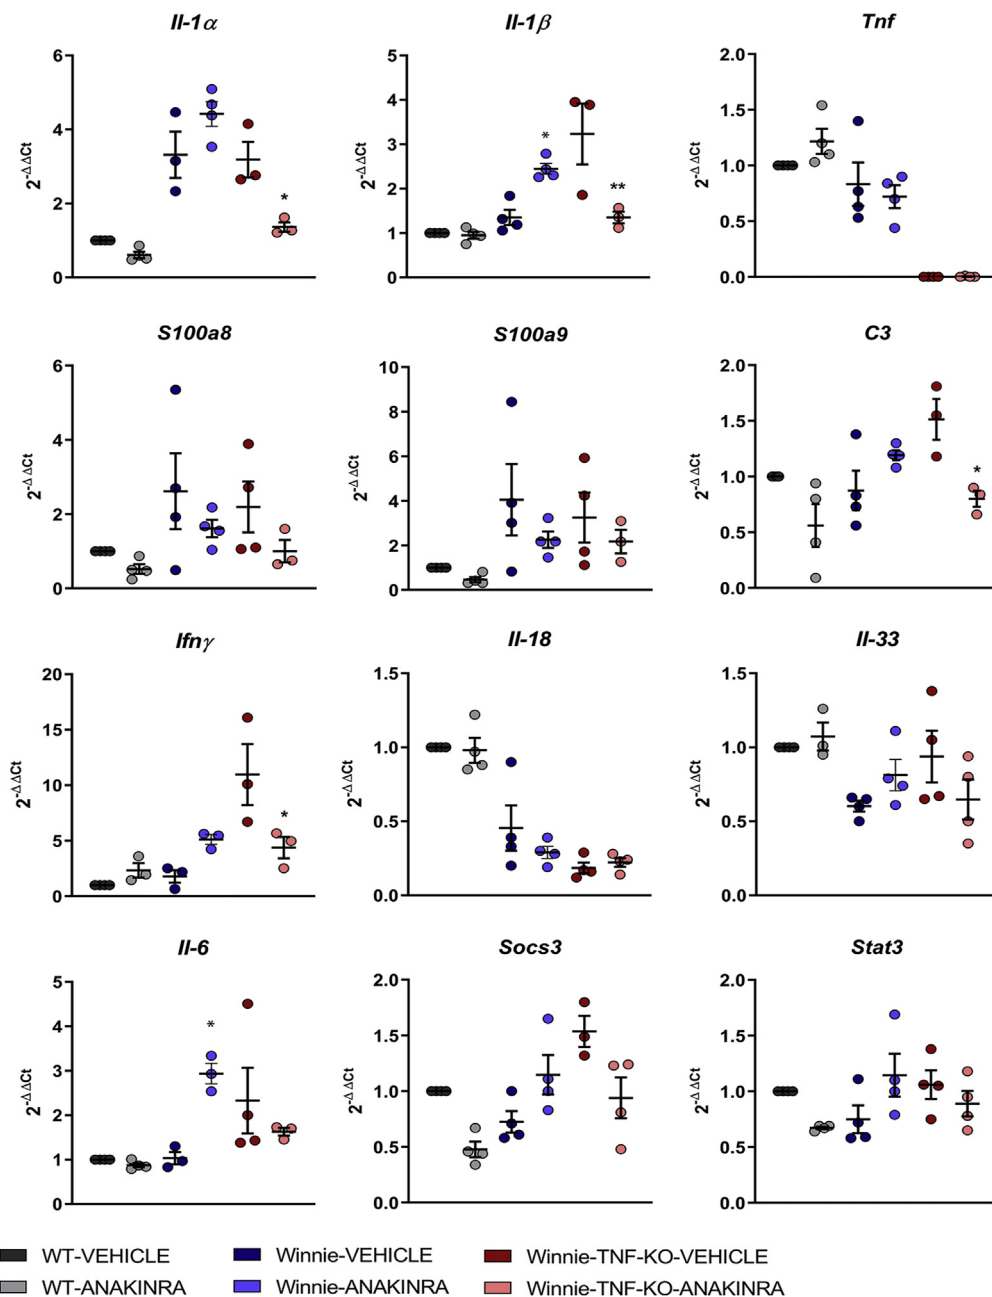 Il-1α
Il-1β
Tnf
6
4
2
0
2-ΔΔCt
5
4
3
2
1
0
2-ΔΔCt
*
*
**
2.0
1.5
1.0
0.5
0.0
2-ΔΔCt
S100a8
S100a9
C3
6
4
2
0
2-ΔΔCt
10
8
6
4
2
0
2-ΔΔCt
2.0
1.5
1.0
0.5
0.0
2-ΔΔCt
*
Ifnγ
Il-18
Il-33
20
15
10
5
0
2-ΔΔCt
*
1.5
1.0
0.5
0.0
2-ΔΔCt
1.5
1.0
0.5
0.0
2-ΔΔCt
Il-6
Socs3
Stat3
5
4
3
2
1
0
2-ΔΔCt
*
2.0
1.5
1.0
0.5
0.0
2-ΔΔCt
2.0
1.5
1.0
0.5
0.0
2-ΔΔCt
WT-VEHICLE
Winnie-VEHICLE
Winnie-TNF-KO-VEHICLE
WT-ANAKINRA
Winnie-ANAKINRA
Winnie-TNF-KO-ANAKINRA